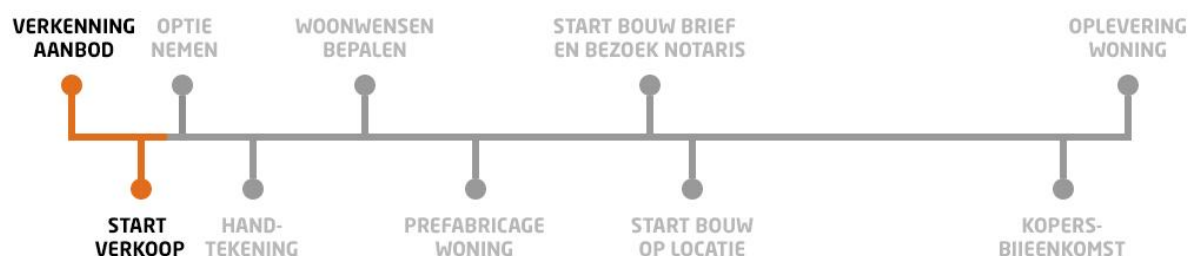 VERKENNING
AANBOD
OPTIE
NEMEN
WOONWENSEN
BEPALEN
START BOUW BRIEF
EN BEZOEK NOTARIS
OPLEVERING
WONING
START
VERKOOP
HAND-
TEKENING
PREFABRICAGE
WONING
START BOUW
OP LOCATIE
KOPERS-
BIJEENKOMST